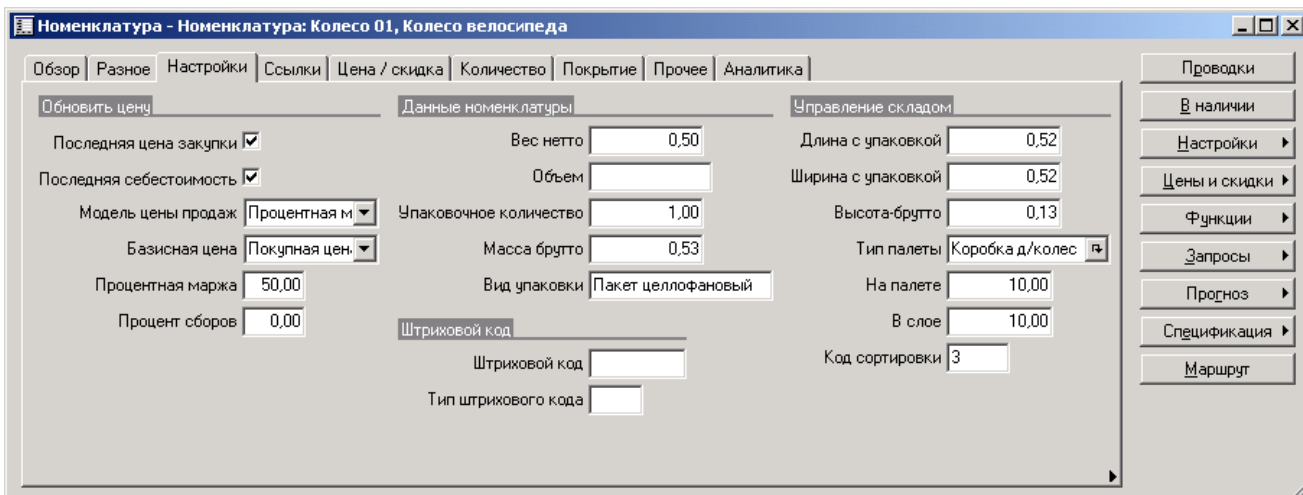 Номенклатура - Номенклатура: Колесо 01, Колесо велосипеда
Обзор Разное Настройки Ссылки Цена / скидка Количество Покрытие Прочее Аналитика
Обновить цену
Последняя цена закупки
Последняя себестоимость
Модель цены продаж Процентная м
Базисная цена Покупная цен
Процентная маржа 50,00
Процент сборов 0,00
Данные номенклатуры
Вес нетто 0,50
Объем
Упаковочное количество 1,00
Масса брутто 0,53
Вид упаковки Пакет целлофановый
Штриховой код
Штриховой код
Тип штрихового кода
Управление складом
Длина с упаковкой 0,52
Ширина с упаковкой 0,52
Высота-брутто 0,13
Тип палеты Коробка д/колес
На палете 10,00
В слое 10,00
Код сортировки 3
Проводки
В наличии
Настройки
Цены и скидки
Функции
Запросы
Прогноз
Спецификация
Маршрут